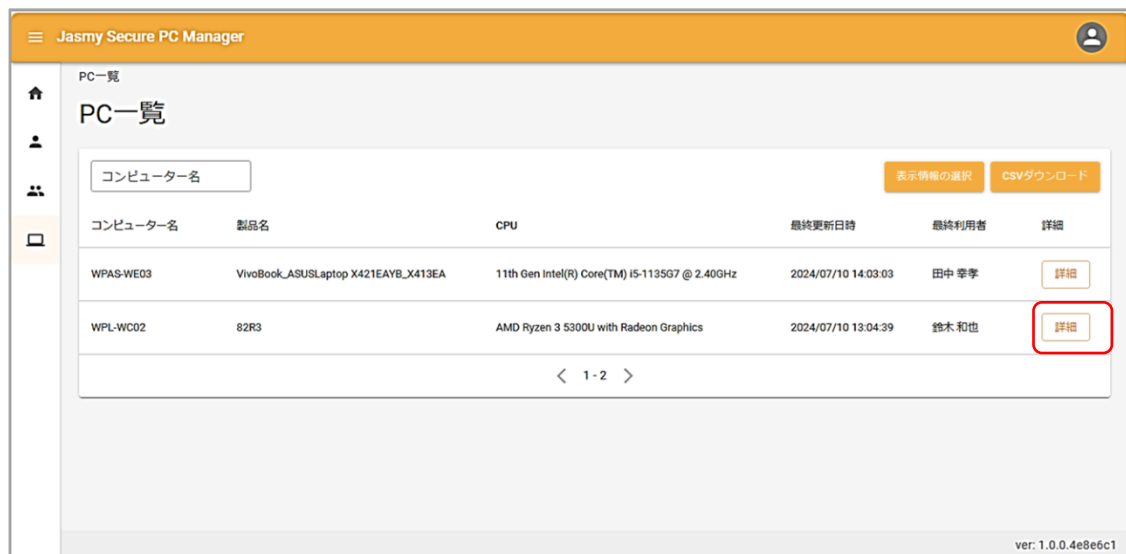 Jasmy Secure PC Manager
PC一覧
PC一覧
コンピューター名
表示情報の選択 CSVダウンロード
コンピューター名 製品名 CPU 最終更新日時 最終利用者 詳細
WPAS-WE03 VivoBook_ASUSLaptop X421EAYB_X413EA 11th Gen Intel(R) Core(TM) i5-1135G7 @ 2.40GHz 2024/07/10 14:03:03 田中 幸孝 詳細
WPL-WC02 82R3 AMD Ryzen 3 5300U with Radeon Graphics 2024/07/10 13:04:39 鈴木 和也 詳細
1 - 2
ver: 1.0.0.4e8e6c1